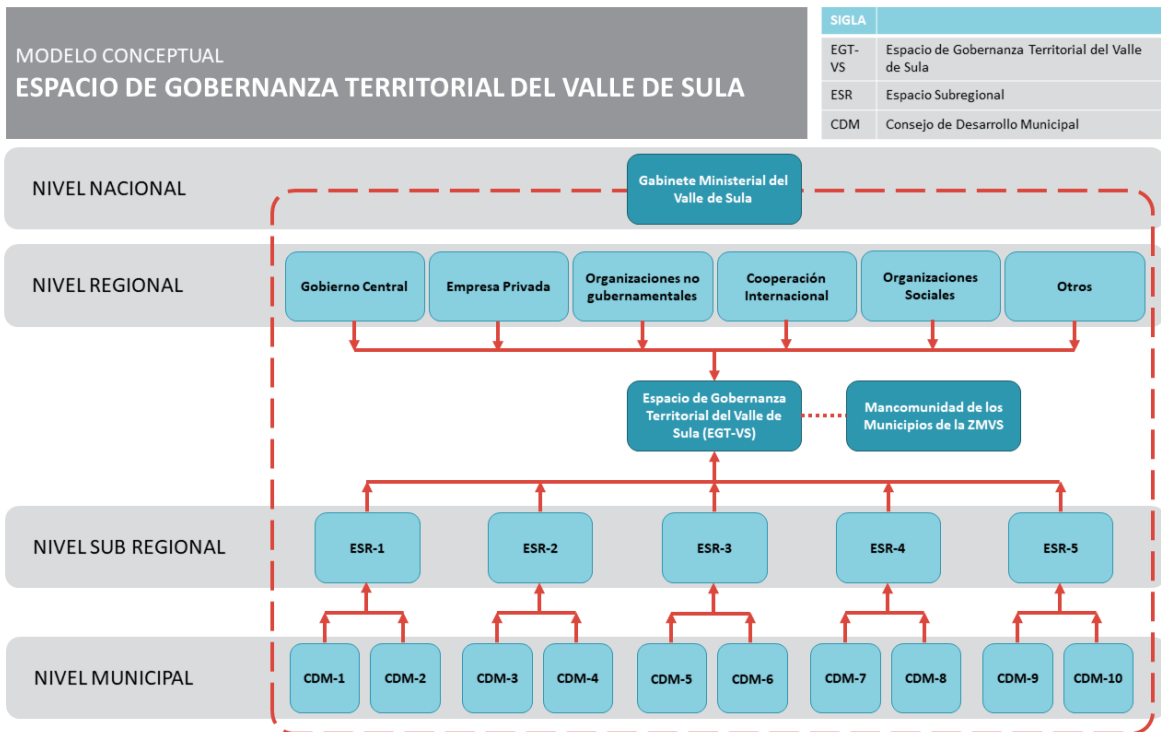 MODELO CONCEPTUAL
ESPACIO DE GOBERNANZA TERRITORIAL DEL VALLE DE SULA
SIGLA
EGT-
VS
Espacio de Gobernanza Territorial del Valle
de Sula
ESR
Espacio Subregional
CDM
Consejo de Desarrollo Municipal
NIVEL NACIONAL
Gabinete Ministerial del
Valle de Sula
NIVEL REGIONAL
Gobierno Central
Empresa Privada
Organizaciones no
gubernamentales
Cooperación
Internacional
Organizaciones
Sociales
Otros
Espacio de Gobernanza
Territorial del Valle de
Sula (EGT-VS)
Mancomunidad de los
Municipios de la ZMVS
NIVEL SUB REGIONAL
ESR-1
ESR-2
ESR-3
ESR-4
ESR-5
NIVEL MUNICIPAL
CDM-1
CDM-2
CDM-3
CDM-4
CDM-5
CDM-6
CDM-7
CDM-8
CDM-9
CDM-10